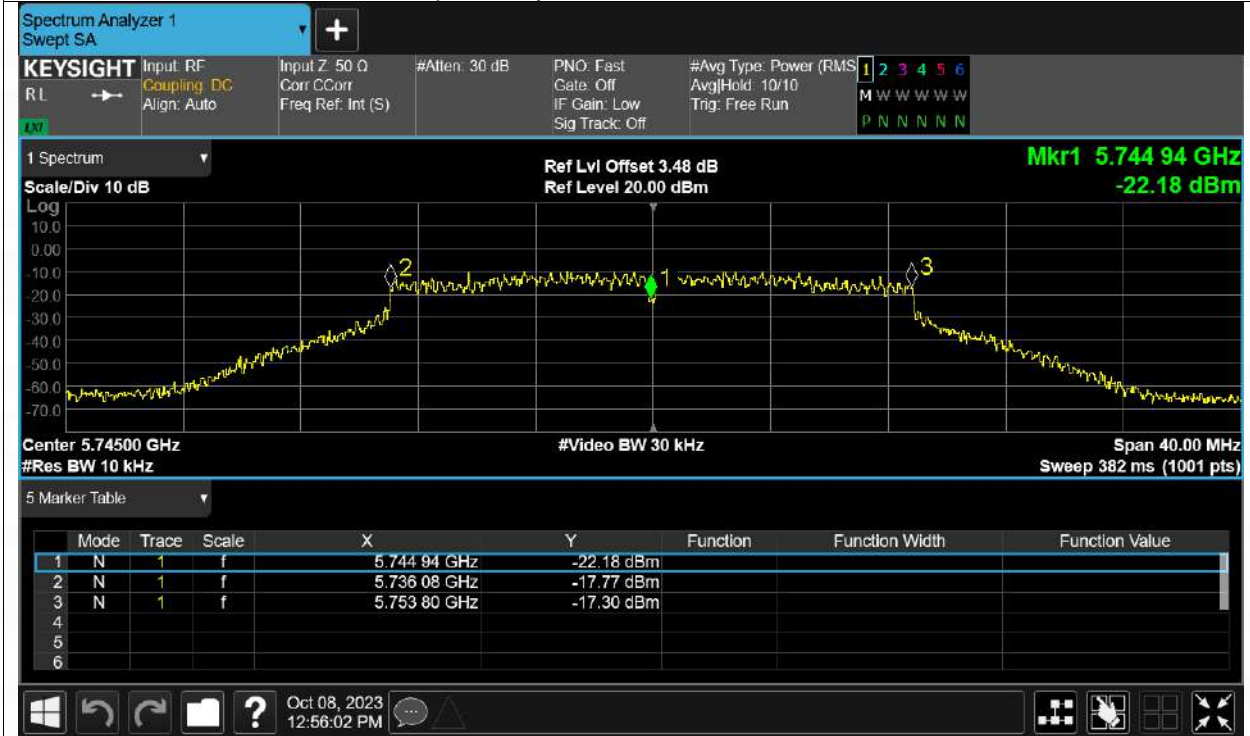 Spectrum Analyzer 1
Swept SA
+
KEYSIGHT Input: RF Input Z: 50 Ω #Atten: 30 dB PNO: Fast #Avg Type: Power (RMS 1 2 3 4 5 6
RL Coupling: DC Corr CCorr Gate: Off Avg|Hold: 10/10 M W W W W W
Align: Auto Freq Ref: Int (S) IF Gain: Low Trig: Free Run
LXI Sig Track: Off P N N N N N
1 Spectrum Ref Lvl Offset 3.48 dB Mkr1 5.744 94 GHz
Scale/Div 10 dB Ref Level 20.00 dBm -22.18 dBm
Log
10.0
0.00
-10.0
-20.0
-30.0
-40.0
-50.0
-60.0
-70.0
2
1
3
Center 5.74500 GHz #Video BW 30 kHz Span 40.00 MHz
#Res BW 10 kHz Sweep 382 ms (1001 pts)
5 Marker Table
Mode Trace Scale X Y Function Function Width Function Value
1 N 1 f 5.744 94 GHz -22.18 dBm
2 N 1 f 5.736 08 GHz -17.77 dBm
3 N 1 f 5.753 80 GHz -17.30 dBm
4
5
6
? Oct 08, 2023
12:56:02 PM